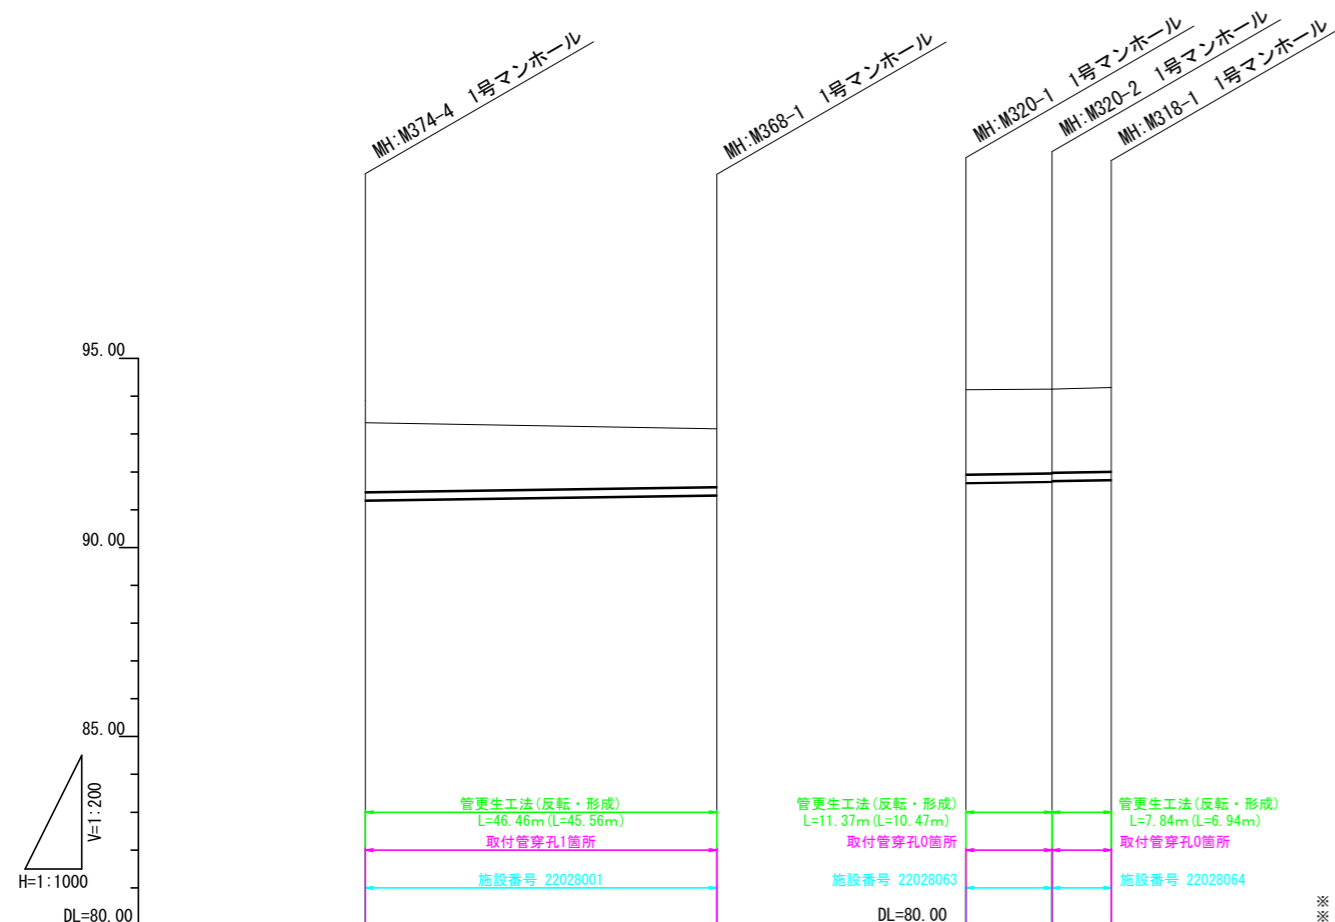 MH:M374-4 1号マンホール
MH:M368-1 1号マンホール
MH:M320-1 1号マンホール
MH:M320-2 1号マンホール
MH:M318-1 1号マンホール
95.00
90.00
85.00
V=1:200
H=1:1000
DL=80.00
管更生工法(反転・形成)
L=46.46m(L=45.56m)
取付管穿孔1箇所
施設番号 22028001
管更生工法(反転・形成)
L=11.37m(L=10.47m)
取付管穿孔0箇所
施設番号 22028063
DL=80.00
管更生工法(反転・形成)
L=7.84m(L=6.94m)
取付管穿孔0箇所
施設番号 22028064
※
※